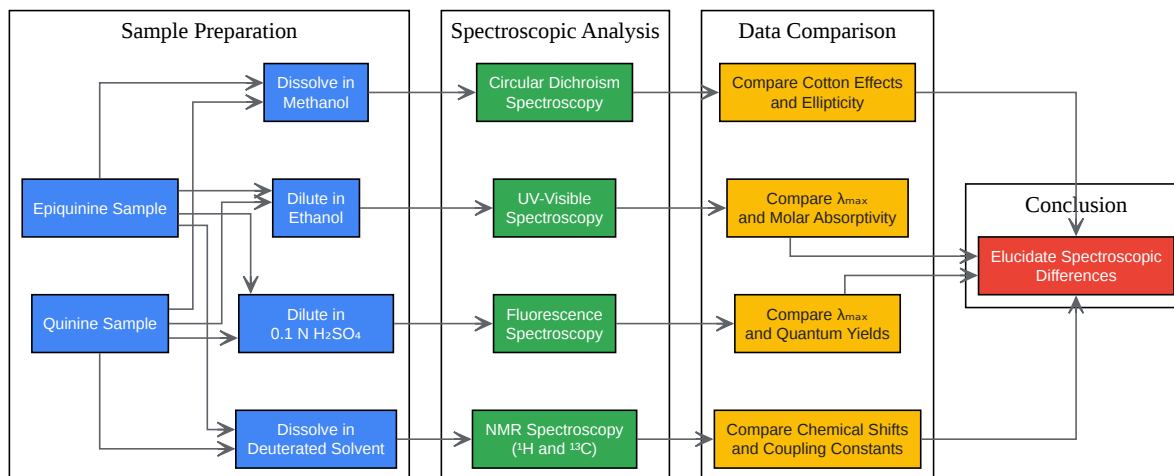 Sample Preparation
Dissolve in
Methanol
Epiquinine Sample
Dilute in
Ethanol
Quinine Sample
Dilute in
0.1 N H₂SO₄
Dissolve in
Deuterated Solvent
Spectroscopic Analysis
Circular Dichroism
Spectroscopy
UV-Visible
Spectroscopy
Fluorescence
Spectroscopy
NMR Spectroscopy
(¹H and ¹³C)
Data Comparison
Compare Cotton Effects
and Ellipticity
Compare λₘₐₓ
and Molar Absorptivity
Compare λₘₐₓ
and Quantum Yields
Compare Chemical Shifts
and Coupling Constants
Conclusion
Elucidate Spectroscopic
Differences